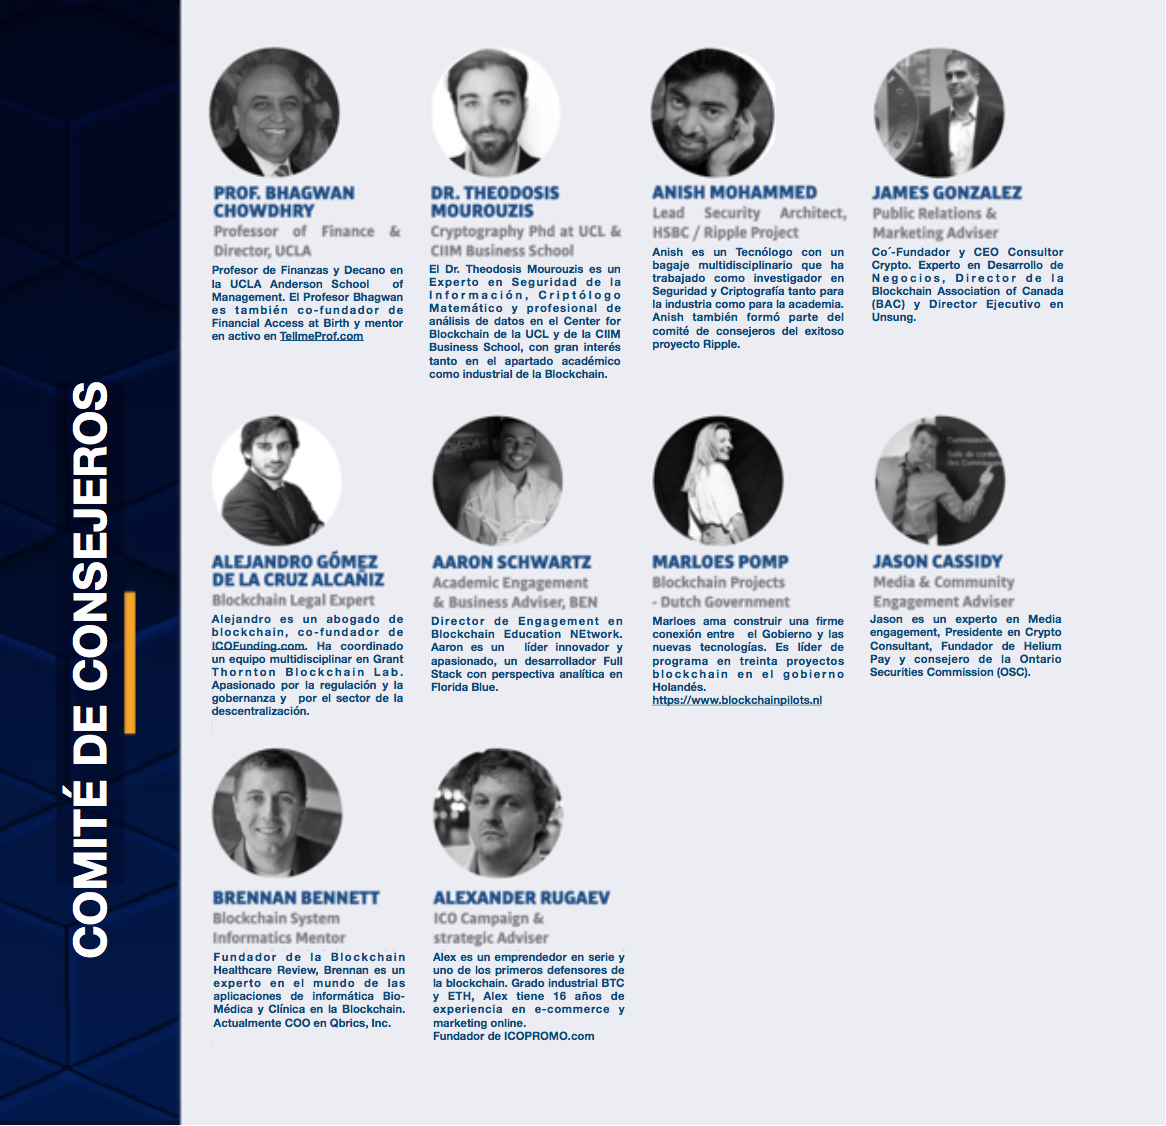 COMITÉ DE CONSEJEROS
PROF. BHAGWAN
CHOWDHRY
Professor of Finance &
Director, UCLA
Profesor de Finanzas y Decano en
la UCLA Anderson School of
Management. El Profesor Bhagwan
es también co-fundador de
Financial Access at Birth y mentor
en activo en TellmeProf.com
DR. THEODOSIS
MOUROUZIS
Cryptography Phd at UCL &
CIIM Business School
El Dr. Theodosis Mourouzis es un
Experto en Seguridad de la
Información, Criptólogo
Matemático y profesional de
análisis de datos en el Center for
Blockchain de la UCL y de la CIIM
Business School, con gran interés
tanto en el apartado académico
como industrial de la Blockchain.
ANISH MOHAMMED
Lead Security Architect,
HSBC / Ripple Project
Anish es un Tecnólogo con un
bagaje multidisciplinario que ha
trabajado como investigador en
Seguridad y Criptografía tanto para
la industria como para la academia.
Anish también formó parte del
comité de consejeros del exitoso
proyecto Ripple.
JAMES GONZALEZ
Public Relations &
Marketing Adviser
Co´-Fundador y CEO Consultor
Crypto. Experto en Desarrollo de
Negocios, Director de la
Blockchain Association of Canada
(BAC) y Director Ejecutivo en
Unsung.
ALEJANDRO GÓMEZ
DE LA CRUZ ALCAÑIZ
Blockchain Legal Expert
Alejandro es un abogado de
blockchain, co-fundador de
ICOFunding.com. Ha coordinado
un equipo multidisciplinar en Grant
Thornton Blockchain Lab.
Apasionado por la regulación y la
gobernanza y por el sector de la
descentralización.
AARON SCHWARTZ
Academic Engagement
& Business Adviser, BEN
Director de Engagement en
Blockchain Education NEtwork.
Aaron es un líder innovador y
apasionado, un desarrollador Full
Stack con perspectiva analítica en
Florida Blue.
MARLOES POMP
Blockchain Projects
- Dutch Government
Marloes ama construir una firme
conexión entre el Gobierno y las
nuevas tecnologías. Es líder de
programa en treinta proyectos
blockchain en el gobierno
Holandés.
https://www.blockchainpilots.nl
JASON CASSIDY
Media & Community
Engagement Adviser
Jason es un experto en Media
engagement, Presidente en Crypto
Consultant, Fundador de Helium
Pay y consejero de la Ontario
Securities Commission (OSC).
BRENNAN BENNETT
Blockchain System
Informatics Mentor
Fundador de la Blockchain
Healthcare Review, Brennan es un
experto en el mundo de las
aplicaciones de informática Bio-
Médica y Clínica en la Blockchain.
Actualmente COO en Qbrics, Inc.
ALEXANDER RUGAEV
ICO Campaign &
strategic Adviser
Alex es un emprendedor en serie y
uno de los primeros defensores de
la blockchain. Grado industrial BTC
y ETH, Alex tiene 16 años de
experiencia en e-commerce y
marketing online.
Fundador de ICOPROMO.com